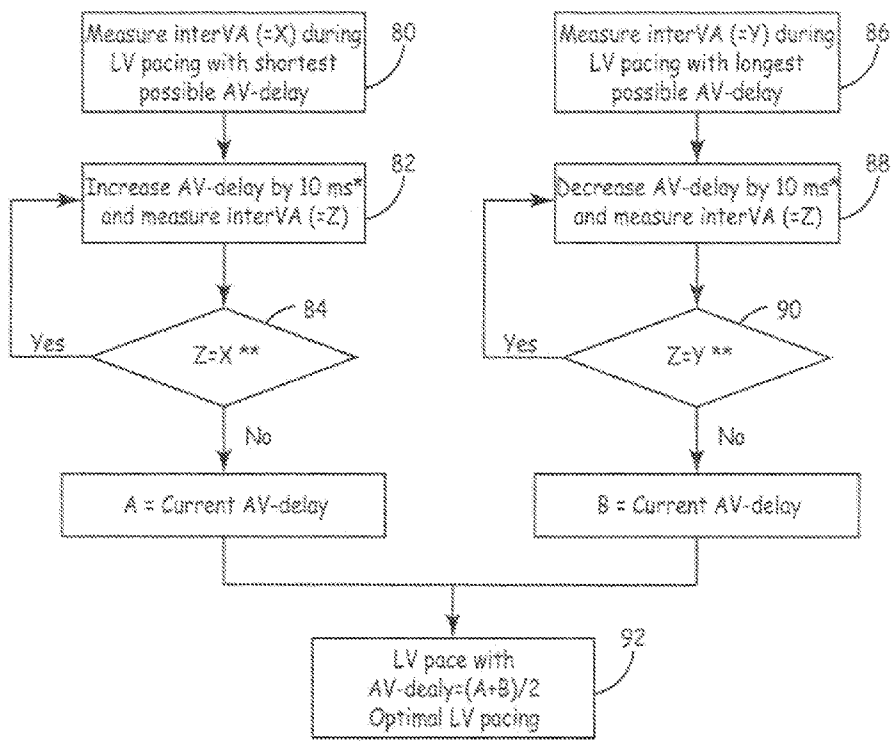 Measure interVA (=X) during
LV pacing with shortest
possible AV-delay
80
Increase AV-delay by 10 ms*
and measure interVA (=Z)
82
84
Z=X **
Yes
No
A = Current AV-delay
Measure interVA (=Y) during
LV pacing with longest
possible AV-delay
86
Decrease AV-delay by 10 ms*
and measure interVA (=Z)
88
90
Z=Y **
Yes
No
B = Current AV-delay
LV pace with
AV-dealy=(A+B)/2
Optimal LV pacing
92